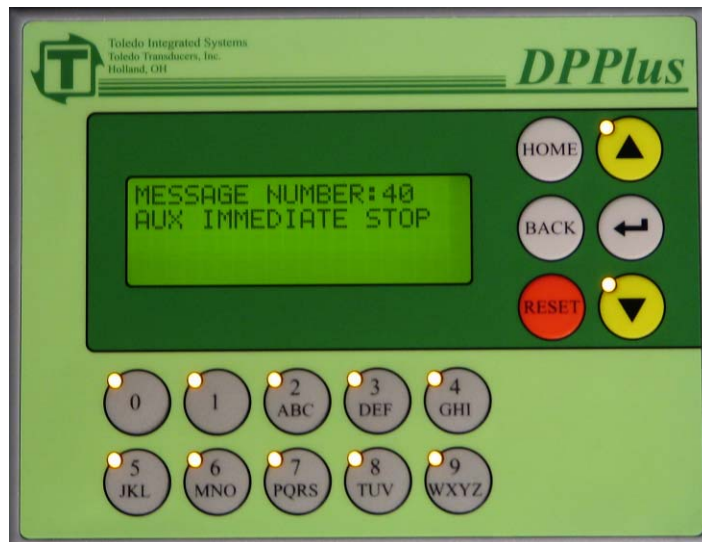 T
Toledo Integrated Systems
Toledo Transducers, Inc.
Holland, OH
DPPlus
MESSAGE NUMBER:40
AUX IMMEDIATE STOP
HOME
BACK
RESET
0
1
2
ABC
3
DEF
4
GHI
5
JKL
6
MNO
7
PQRS
8
TUV
9
WXYZ